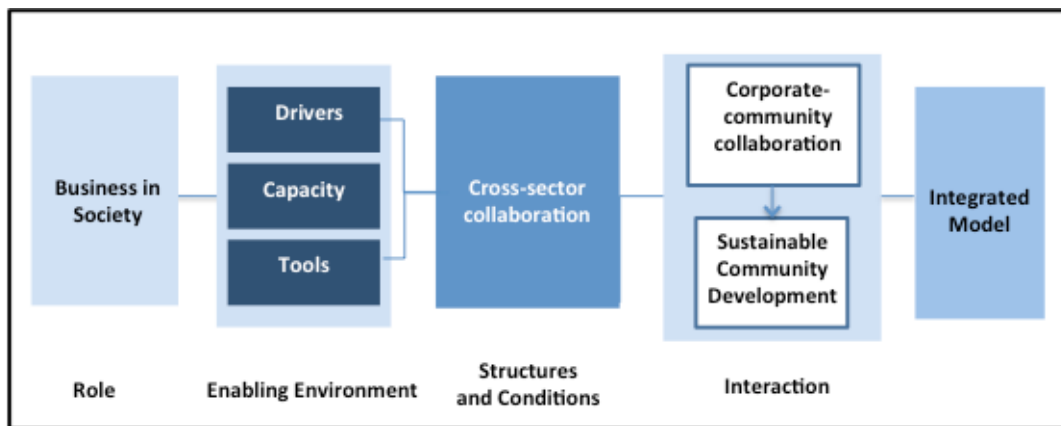 Business in
Society
Drivers
Capacity
Tools
Cross-sector
collaboration
Corporate-
community
collaboration
Sustainable
Community
Development
Integrated
Model
Role
Enabling Environment
Structures
and Conditions
Interaction